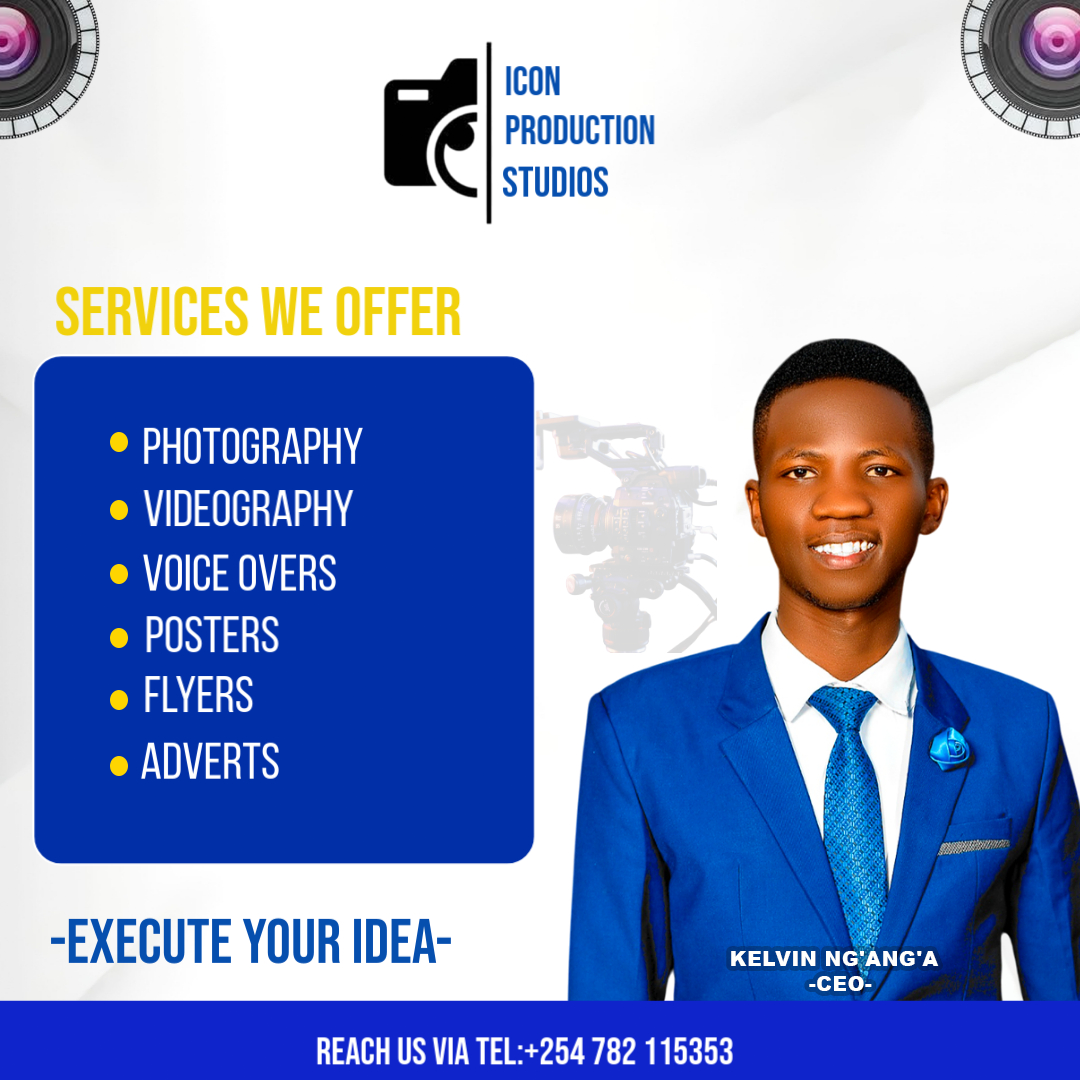 ICON
PRODUCTION
STUDIOS
SERVICES WE OFFER
PHOTOGRAPHY
VIDEOGRAPHY
VOICE OVERS
POSTERS
FLYERS
ADVERTS
-EXECUTE YOUR IDEA-
KELVIN NG'ANG'A
-CEO-
REACH US VIA TEL:+254 782 115353